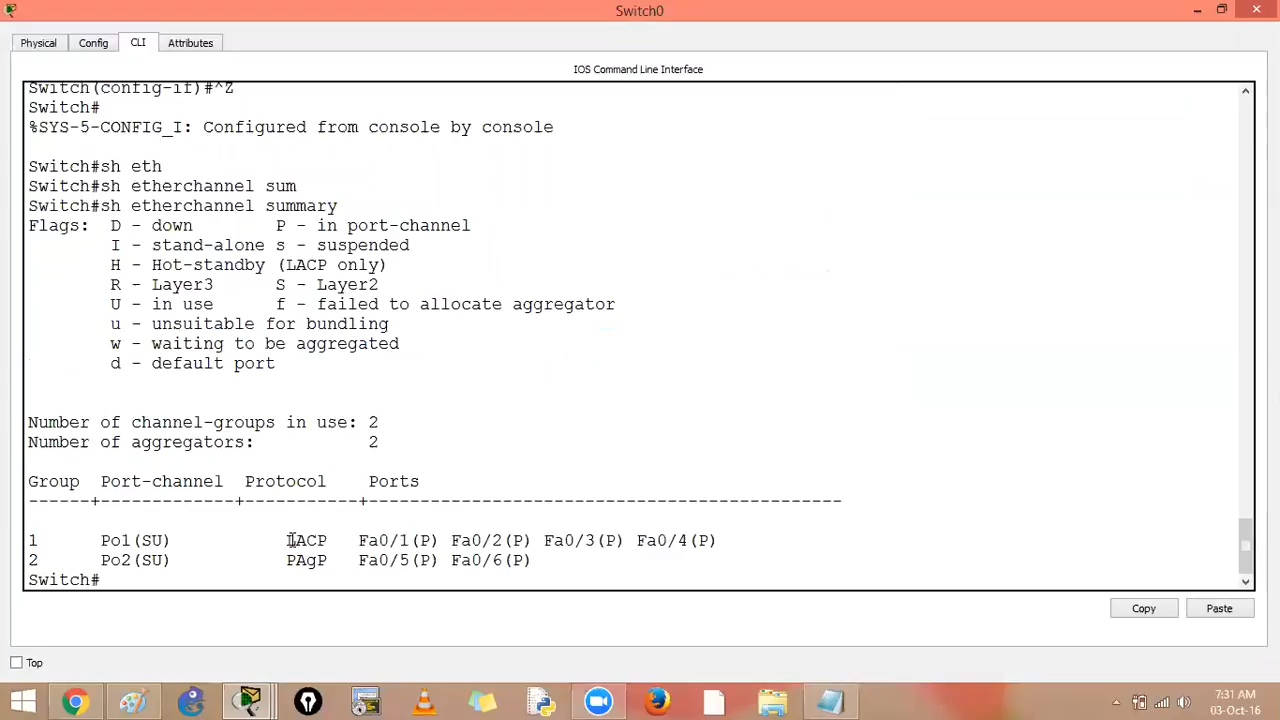 Switch0
Physical Config CLI Attributes
IOS Command Line Interface
Switch(config-if)#^Z
Switch#
%SYS-5-CONFIG_I: Configured from console by console
Switch#sh eth
Switch#sh etherchannel sum
Switch#sh etherchannel summary
Flags:  D - down        P - in port-channel
        I - stand-alone s - suspended
        H - Hot-standby (LACP only)
        R - Layer3      S - Layer2
        U - in use      f - failed to allocate aggregator
        u - unsuitable for bundling
        w - waiting to be aggregated
        d - default port
Number of channel-groups in use: 2
Number of aggregators:           2
Group  Port-channel  Protocol    Ports
------+-------------+-----------+----------------------------------------------
1      Po1(SU)           LACP   Fa0/1(P) Fa0/2(P) Fa0/3(P) Fa0/4(P)
2      Po2(SU)           PAgP   Fa0/5(P) Fa0/6(P)
Switch#
Copy Paste
Top
7:31 AM
03-Oct-16